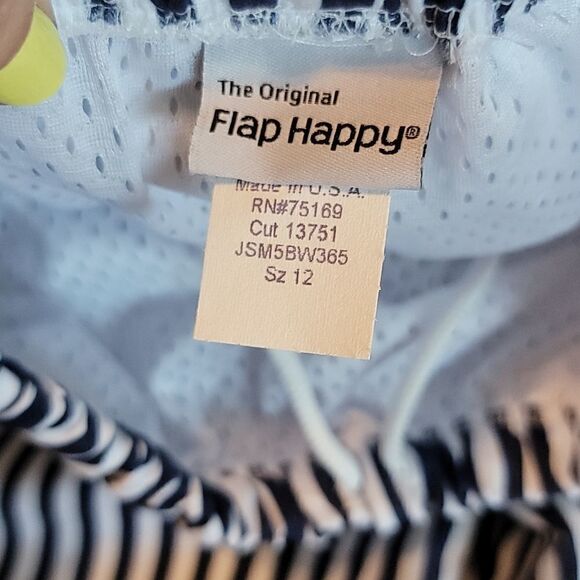 The Original
Flap Happy®
Made in U.S.A.
RN#75169
Cut 13751
JSM5BW365
Sz 12